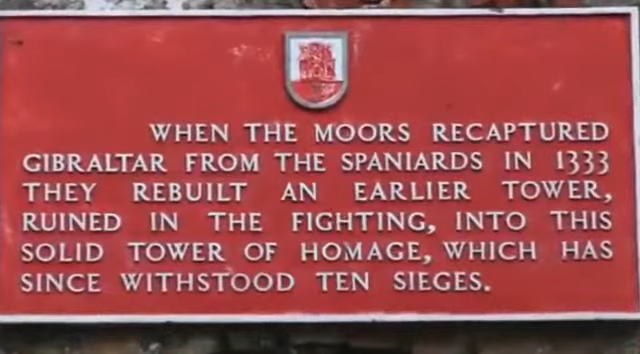 WHEN THE MOORS RECAPTURED
GIBRALTAR FROM THE SPANIARDS IN 1333
THEY REBUILT AN EARLIER TOWER,
RUINED IN THE FIGHTING, INTO THIS
SOLID TOWER OF HOMAGE, WHICH HAS
SINCE WITHSTOOD TEN SIEGES.